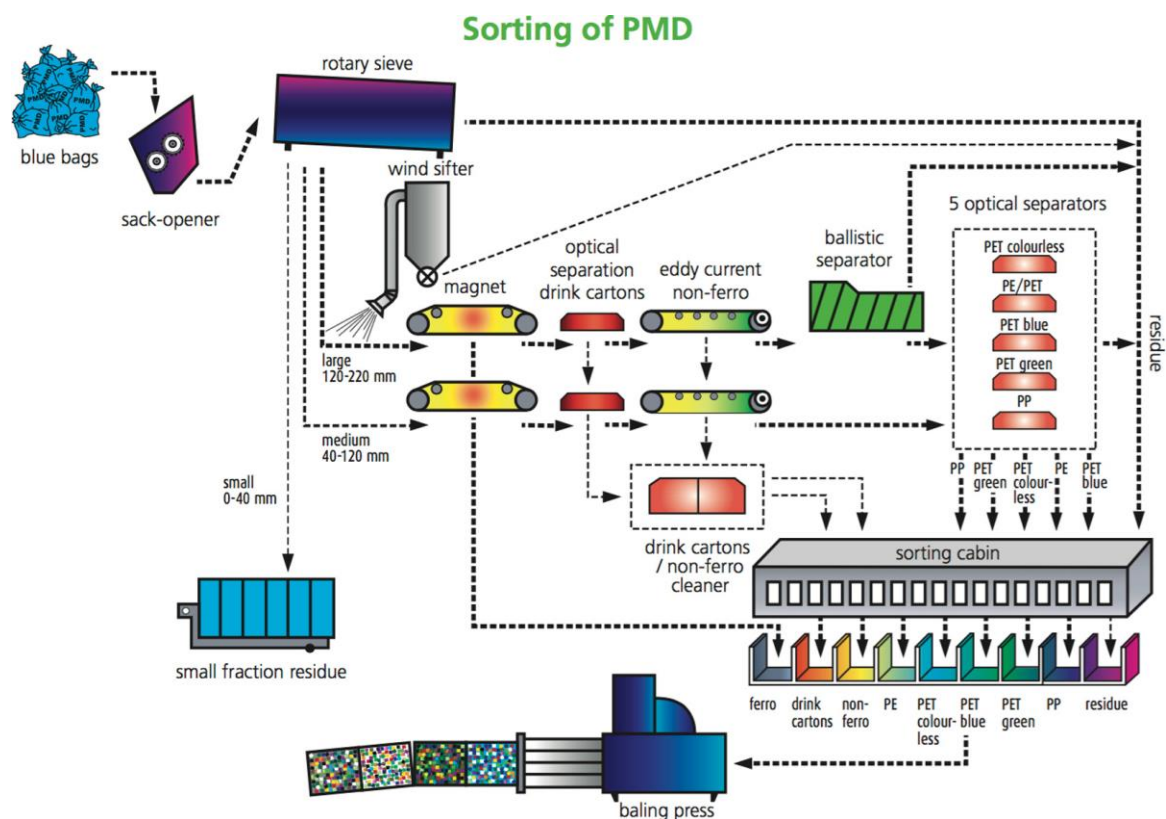 Sorting of PMD
PMD
PMD
PMD
PMD
PMD
blue bags
sack-opener
rotary sieve
wind sifter
magnet
optical
separation
drink cartons
eddy current
non-ferro
ballistic
separator
5 optical separators
PET colourless
PE/PET
PET blue
PET green
PP
residue
large
120-220 mm
medium
40-120 mm
small
0-40 mm
PP
PET
green
PET
colour-
less
PE
PET
blue
drink cartons
/ non-ferro
cleaner
sorting cabin
small fraction residue
ferro
drink
cartons
non-
ferro
PE
PET
colour-
less
PET
blue
PET
green
PP
residue
baling press